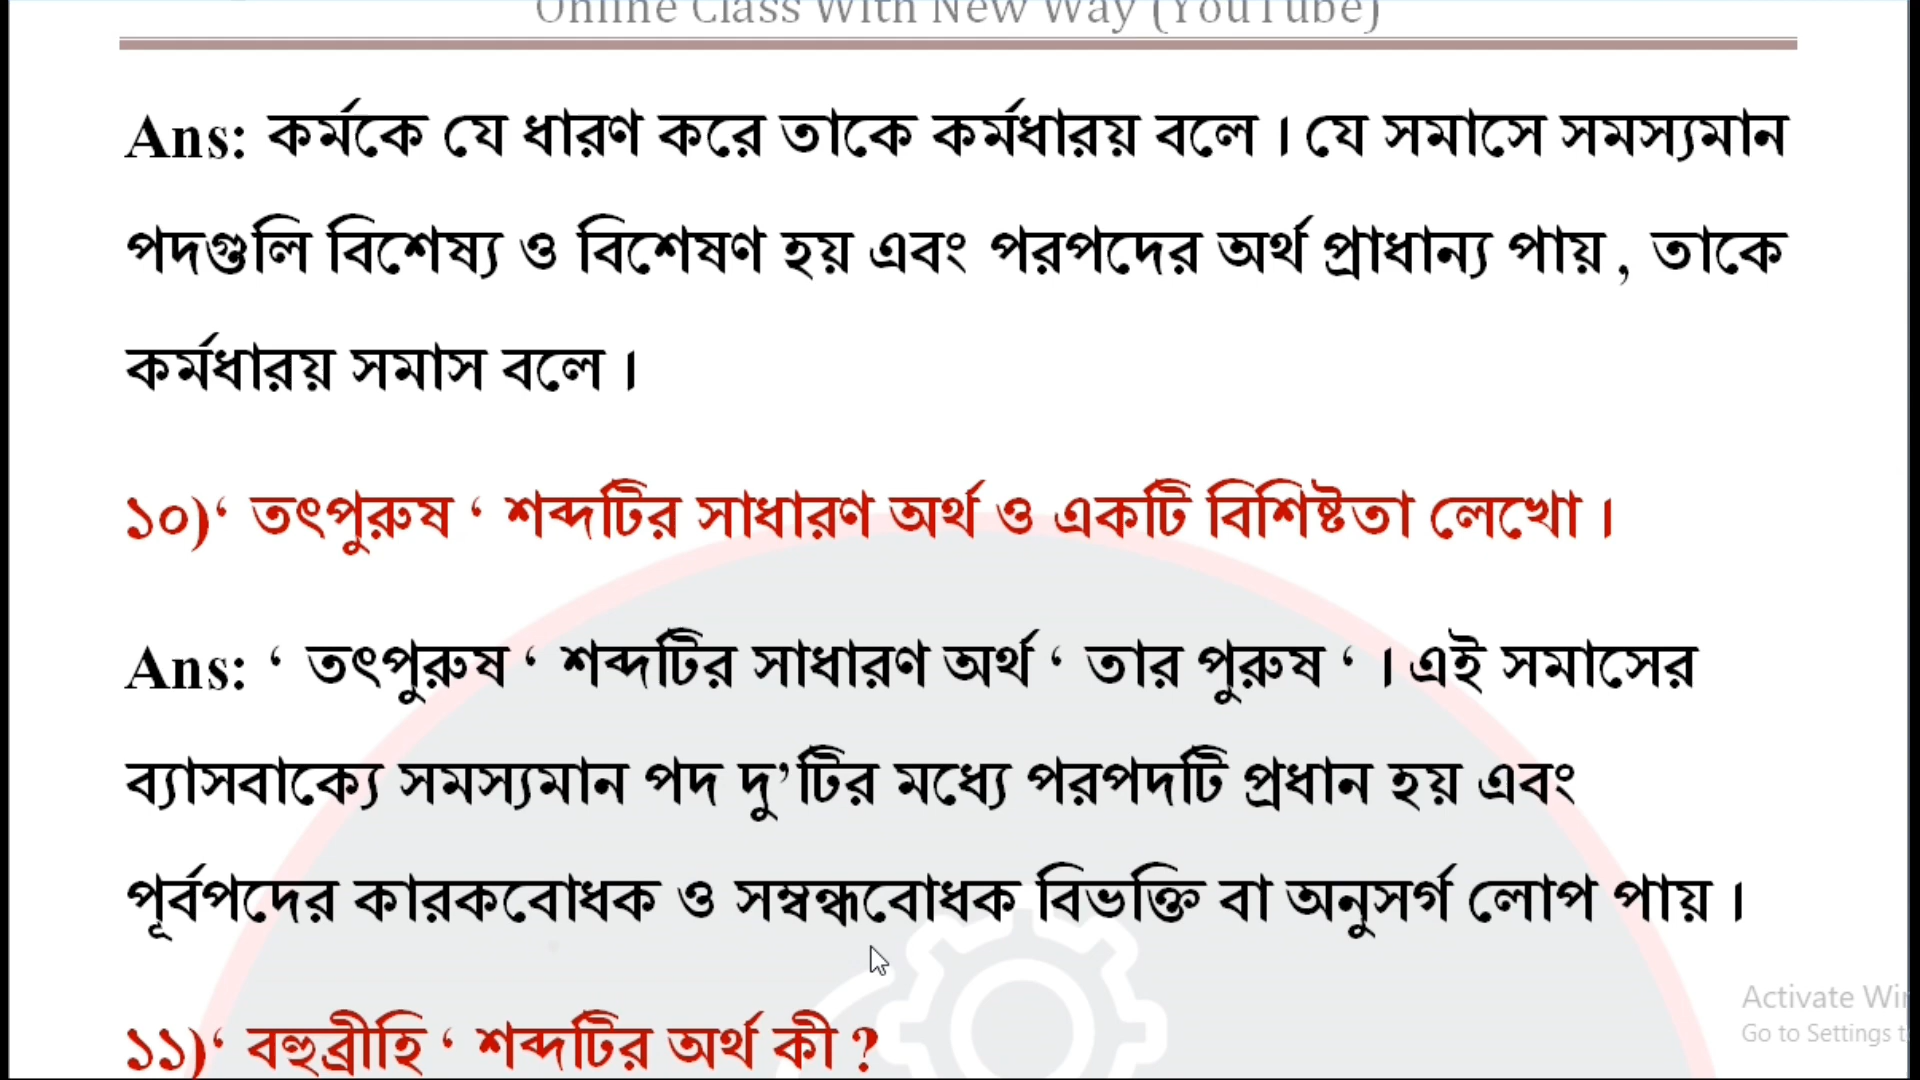 Online Class With New Way (YouTube)
Ans: কর্মকে যে ধারণ করে তাকে কর্মধারয় বলে । যে সমাসে সমস্যমান
পদগুলি বিশেষ্য ও বিশেষণ হয় এবং পরপদের অর্থ প্রাধান্য পায় , তাকে
কর্মধারয় সমাস বলে ।
১০)‘ তৎপুরুষ ‘ শব্দটির সাধারণ অর্থ ও একটি বিশিষ্টতা লেখো ।
Ans: ‘ তৎপুরুষ ‘ শব্দটির সাধারণ অর্থ ‘ তার পুরুষ ‘ । এই সমাসের
ব্যাসবাক্যে সমস্যমান পদ দু’টির মধ্যে পরপদটি প্রধান হয় এবং
পূর্বপদের কারকবোধক ও সম্বন্ধবোধক বিভক্তি বা অনুসর্গ লোপ পায় ।
১১)‘ বহুব্রীহি ‘ শব্দটির অর্থ কী ?
Activate Wi
Go to Settings t